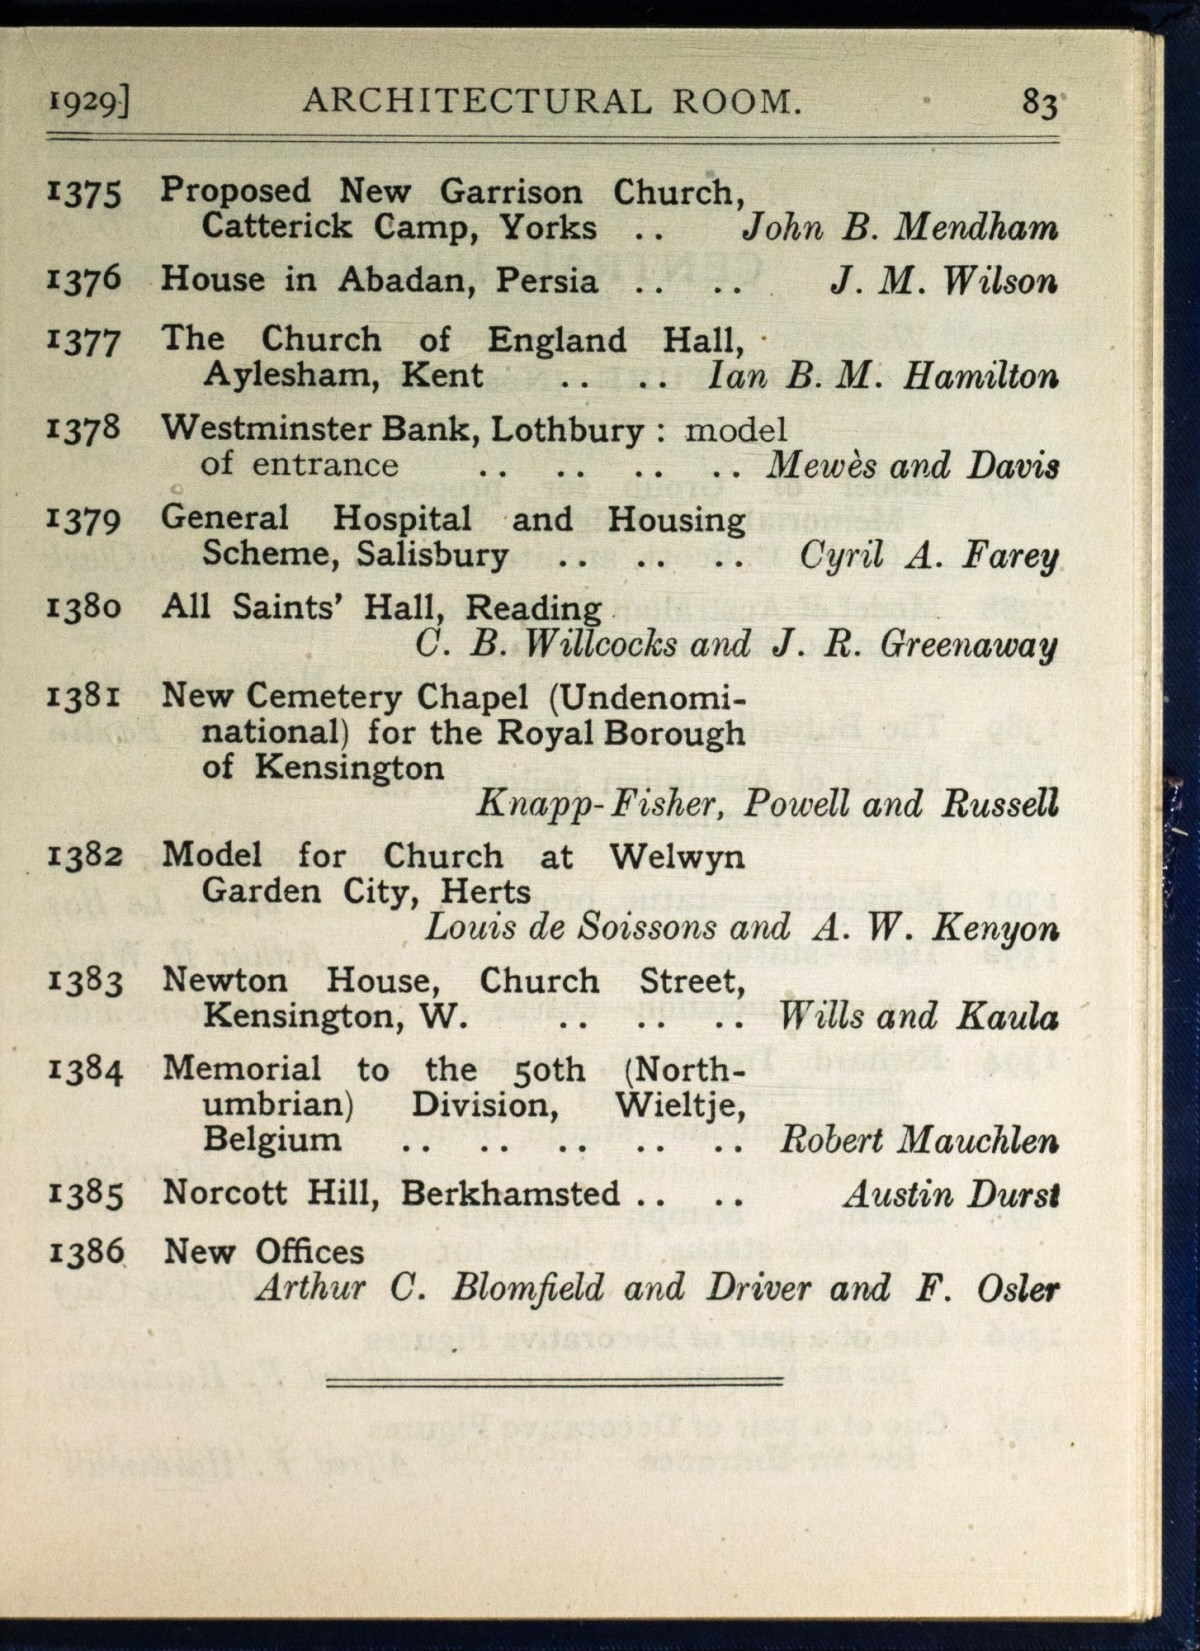 1929] ARCHITECTURAL ROOM. 83
1375 Proposed New Garrison Church,
Catterick Camp, Yorks .. John B. Mendham
1376 House in Abadan, Persia .. .. J. M. Wilson
1377 The Church of England Hall,
Aylesham, Kent .. .. Ian B. M. Hamilton
1378 Westminster Bank, Lothbury : model
of entrance .. .. .. .. Mewès and Davis
1379 General Hospital and Housing
Scheme, Salisbury .. .. .. Cyril A. Farey
1380 All Saints' Hall, Reading
C. B. Willcocks and J. R. Greenaway
1381 New Cemetery Chapel (Undenomi-
national) for the Royal Borough
of Kensington
Knapp-Fisher, Powell and Russell
1382 Model for Church at Welwyn
Garden City, Herts
Louis de Soissons and A. W. Kenyon
1383 Newton House, Church Street,
Kensington, W. .. .. .. Wills and Kaula
1384 Memorial to the 50th (North-
umbrian) Division, Wieltje,
Belgium .. .. .. .. .. Robert Mauchlen
1385 Norcott Hill, Berkhamsted .. .. Austin Durst
1386 New Offices
Arthur C. Blomfield and Driver and F. Osler